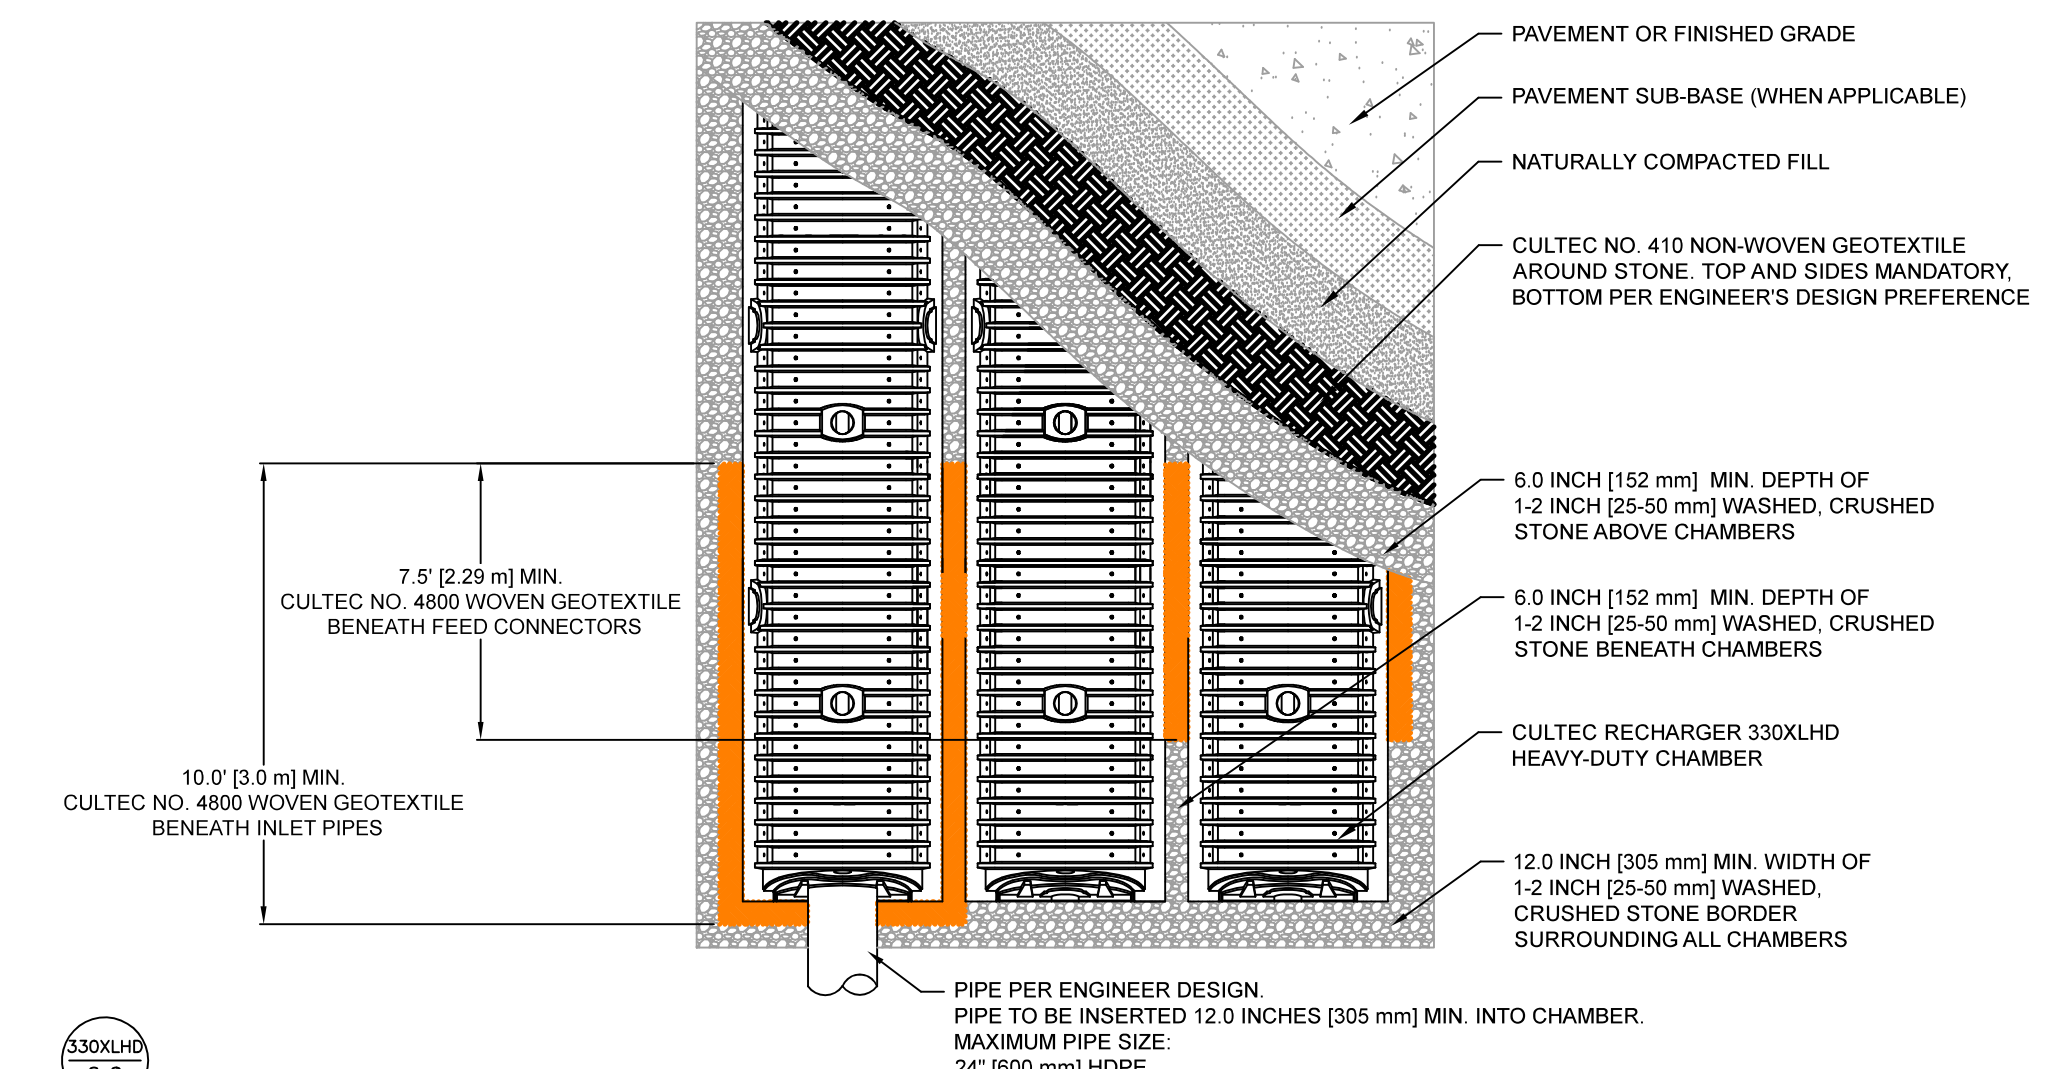 PAVEMENT OR FINISHED GRADE
PAVEMENT SUB-BASE (WHEN APPLICABLE)
NATURALLY COMPACTED FILL
CULTEC NO. 410 NON-WOVEN GEOTEXTILE
AROUND STONE. TOP AND SIDES MANDATORY,
BOTTOM PER ENGINEER'S DESIGN PREFERENCE
6.0 INCH [152 mm] MIN. DEPTH OF
1-2 INCH [25-50 mm] WASHED, CRUSHED
STONE ABOVE CHAMBERS
7.5' [2.29 m] MIN.
CULTEC NO. 4800 WOVEN GEOTEXTILE
BENEATH FEED CONNECTORS
6.0 INCH [152 mm] MIN. DEPTH OF
1-2 INCH [25-50 mm] WASHED, CRUSHED
STONE BENEATH CHAMBERS
CULTEC RECHARGER 330XLHD
HEAVY-DUTY CHAMBER
10.0' [3.0 m] MIN.
CULTEC NO. 4800 WOVEN GEOTEXTILE
BENEATH INLET PIPES
12.0 INCH [305 mm] MIN. WIDTH OF
1-2 INCH [25-50 mm] WASHED,
CRUSHED STONE BORDER
SURROUNDING ALL CHAMBERS
PIPE PER ENGINEER DESIGN.
PIPE TO BE INSERTED 12.0 INCHES [305 mm] MIN. INTO CHAMBER.
MAXIMUM PIPE SIZE:
24" [600 mm] HDPE
330XLHD